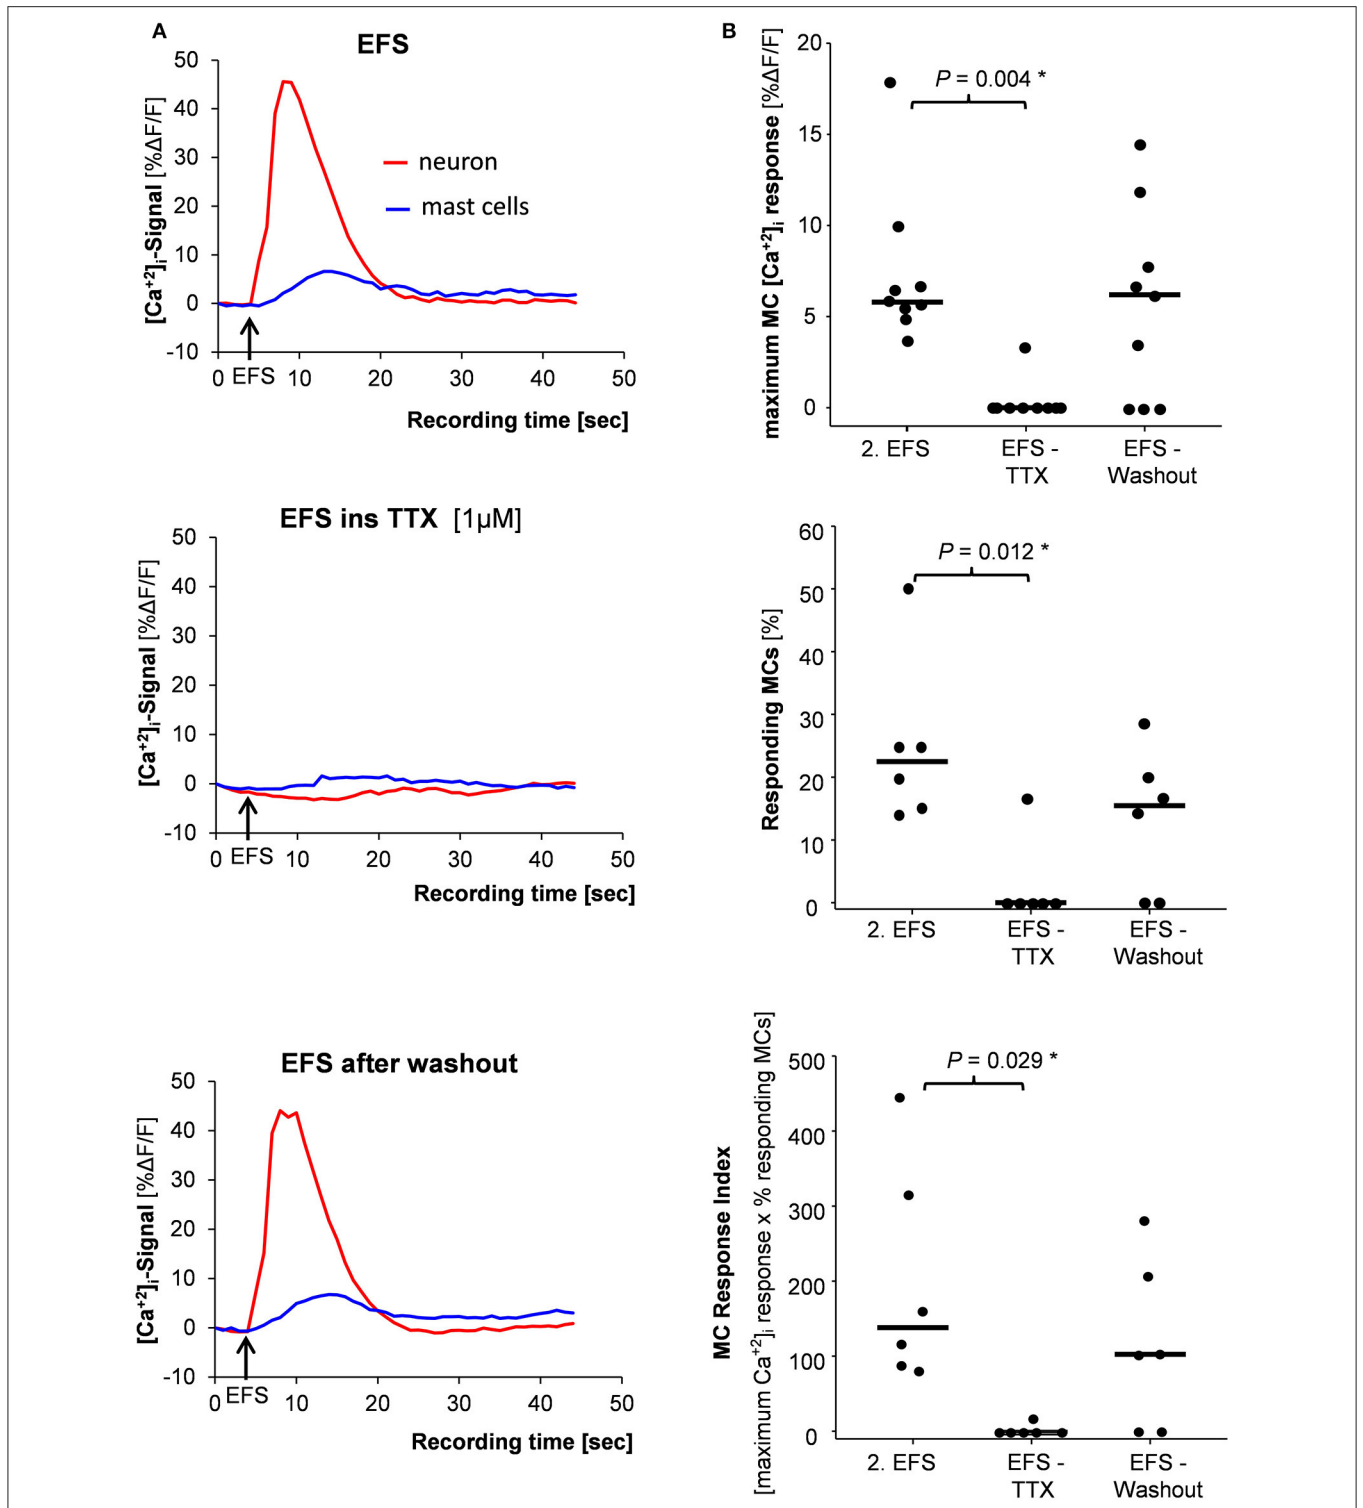 A
EFS
[Ca⁺²]ᵢ-Signal [%ΔF/F]
50
40
30
20
10
0
-10
neuron
mast cells
0 EFS 10 20 30 40 50
Recording time [sec]
EFS ins TTX [1µM]
[Ca⁺²]ᵢ-Signal [%ΔF/F]
50
40
30
20
10
0
-10
0 EFS 10 20 30 40 50
Recording time [sec]
EFS after washout
[Ca⁺²]ᵢ-Signal [%ΔF/F]
50
40
30
20
10
0
-10
0 EFS 10 20 30 40 50
Recording time [sec]
B
maximum MC [Ca⁺²]ᵢ response [%ΔF/F]
20
15
10
5
0
P = 0.004 *
2. EFS EFS - EFS -
TTX Washout
Responding MCs [%]
60
50
40
30
20
10
0
P = 0.012 *
2. EFS EFS - EFS -
TTX Washout
MC Response Index
[maximum Ca⁺²]ᵢ response x % responding MCs]
500
400
300
200
100
0
P = 0.029 *
2. EFS EFS - EFS -
TTX Washout